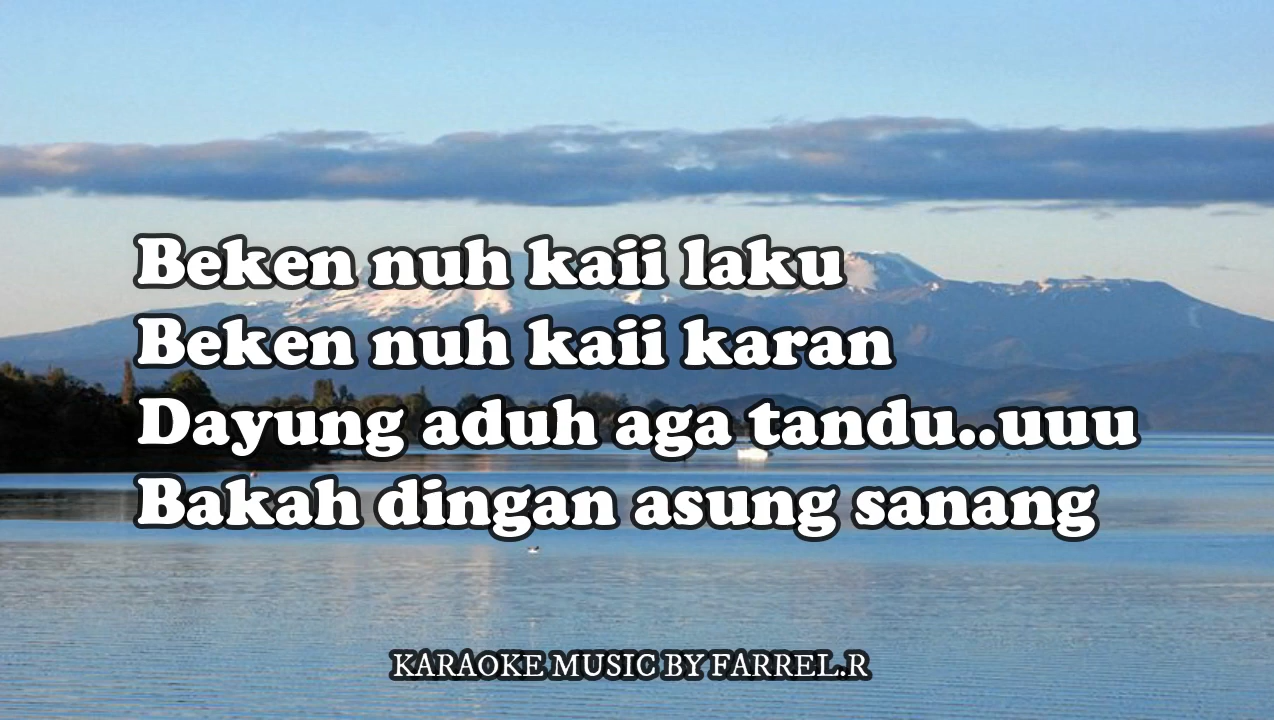 Beken nuh kaii laku
Beken nuh kaii karan
Dayung aduh aga tandu..uuu
Bakah dingan asung sanang
KARAOKE MUSIC BY FARREL.R